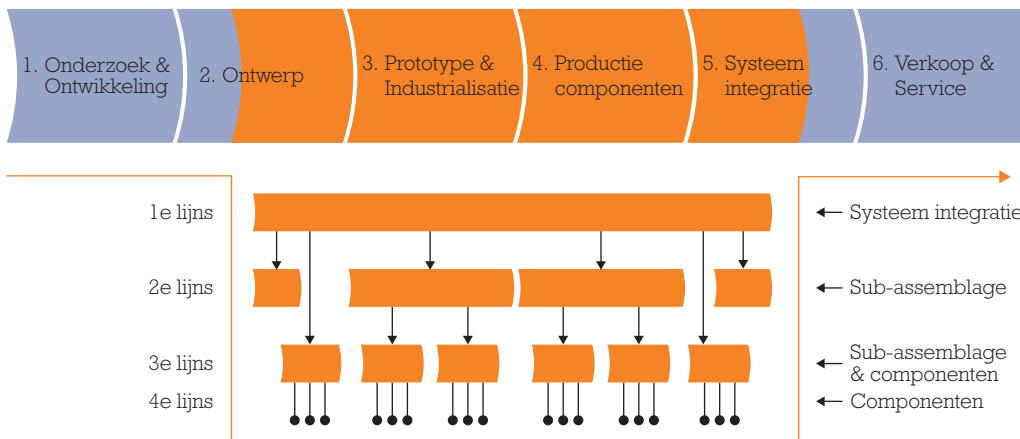 1. Onderzoek &
Ontwikkeling
2. Ontwerp
3. Prototype &
Industrialisatie
4. Productie
componenten
5. Systeem
integratie
6. Verkoop &
Service
1e lijns
Systeem integratie
2e lijns
Sub-assemblage
3e lijns
Sub-assemblage
& componenten
4e lijns
Componenten